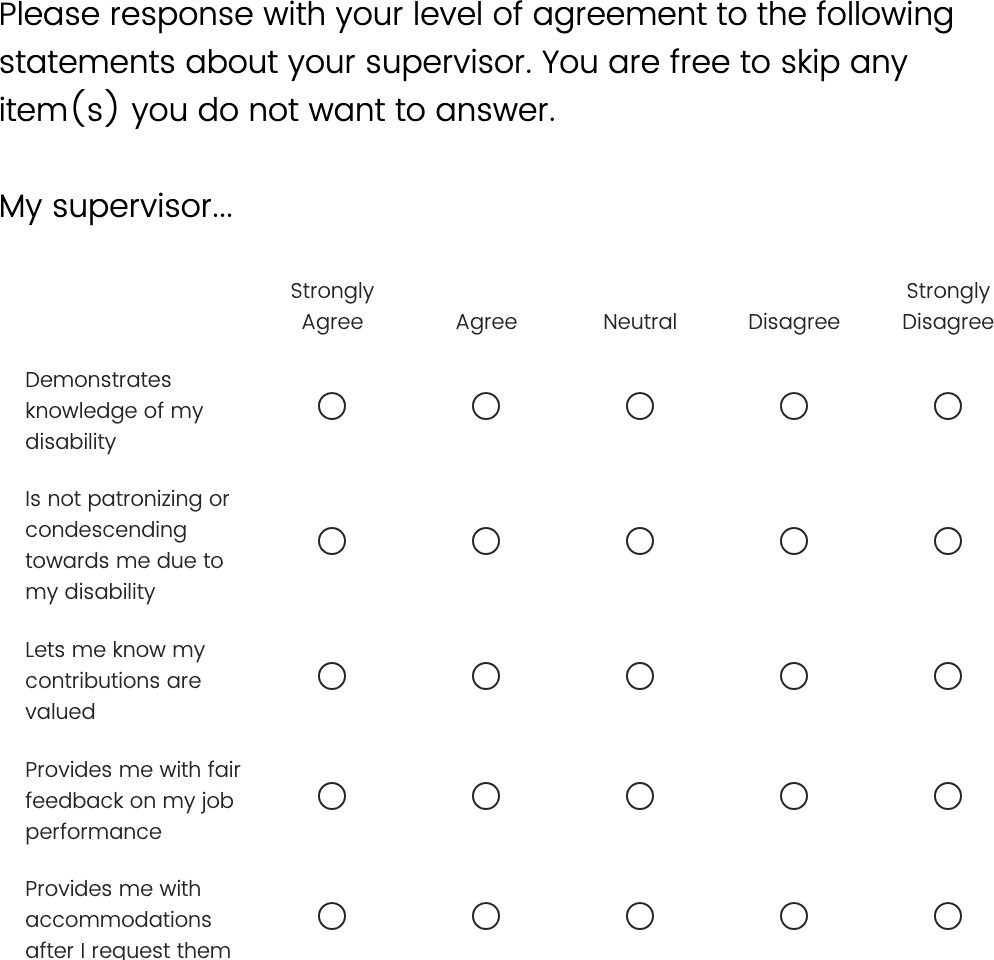 Please response with your level of agreement to the following
statements about your supervisor. You are free to skip any
item(s) you do not want to answer.
My supervisor...
Strongly Agree
Agree
Neutral
Disagree
Strongly Disagree
Demonstrates
knowledge of my
disability
Is not patronizing or
condescending
towards me due to
my disability
Lets me know my
contributions are
valued
Provides me with fair
feedback on my job
performance
Provides me with
accommodations
after I request them